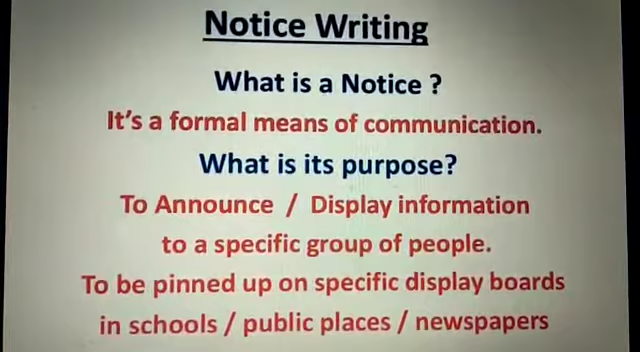 Notice Writing
What is a Notice ?
It's a formal means of communication.
What is its purpose?
To Announce / Display information
to a specific group of people.
To be pinned up on specific display boards
in schools / public places / newspapers